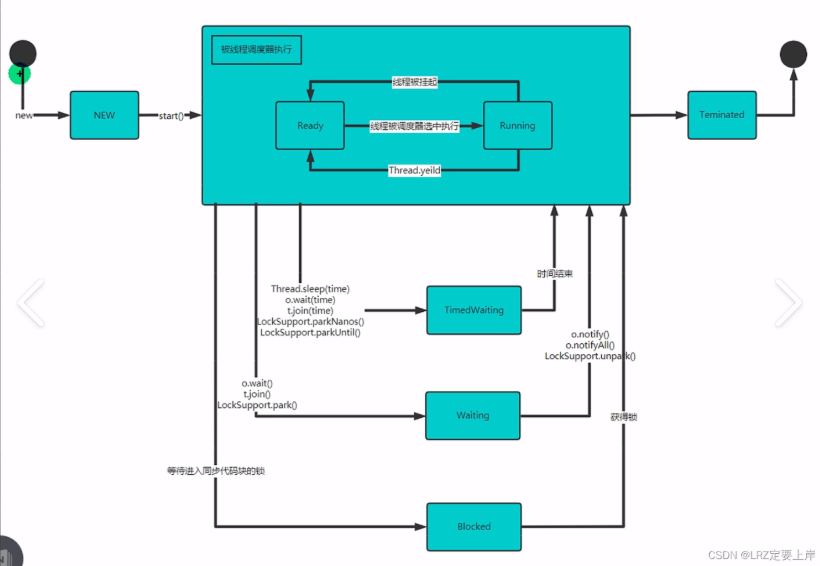 被线程调度器执行
线程被挂起
new
NEW
start()
Ready
线程被调度器选中执行
Running
Teminated
Thread.yeild
Thread.sleep(time)
o.wait(time)
t.join(time)
LockSupport.parkNanos()
LockSupport.parkUntil()
TimedWaiting
时间结束
o.notify()
o.notifyAll()
LockSupport.unpark()
o.wait()
t.join()
LockSupport.park()
Waiting
获得锁
等待进入同步代码块的锁
Blocked
CSDN @LRZ定要上岸